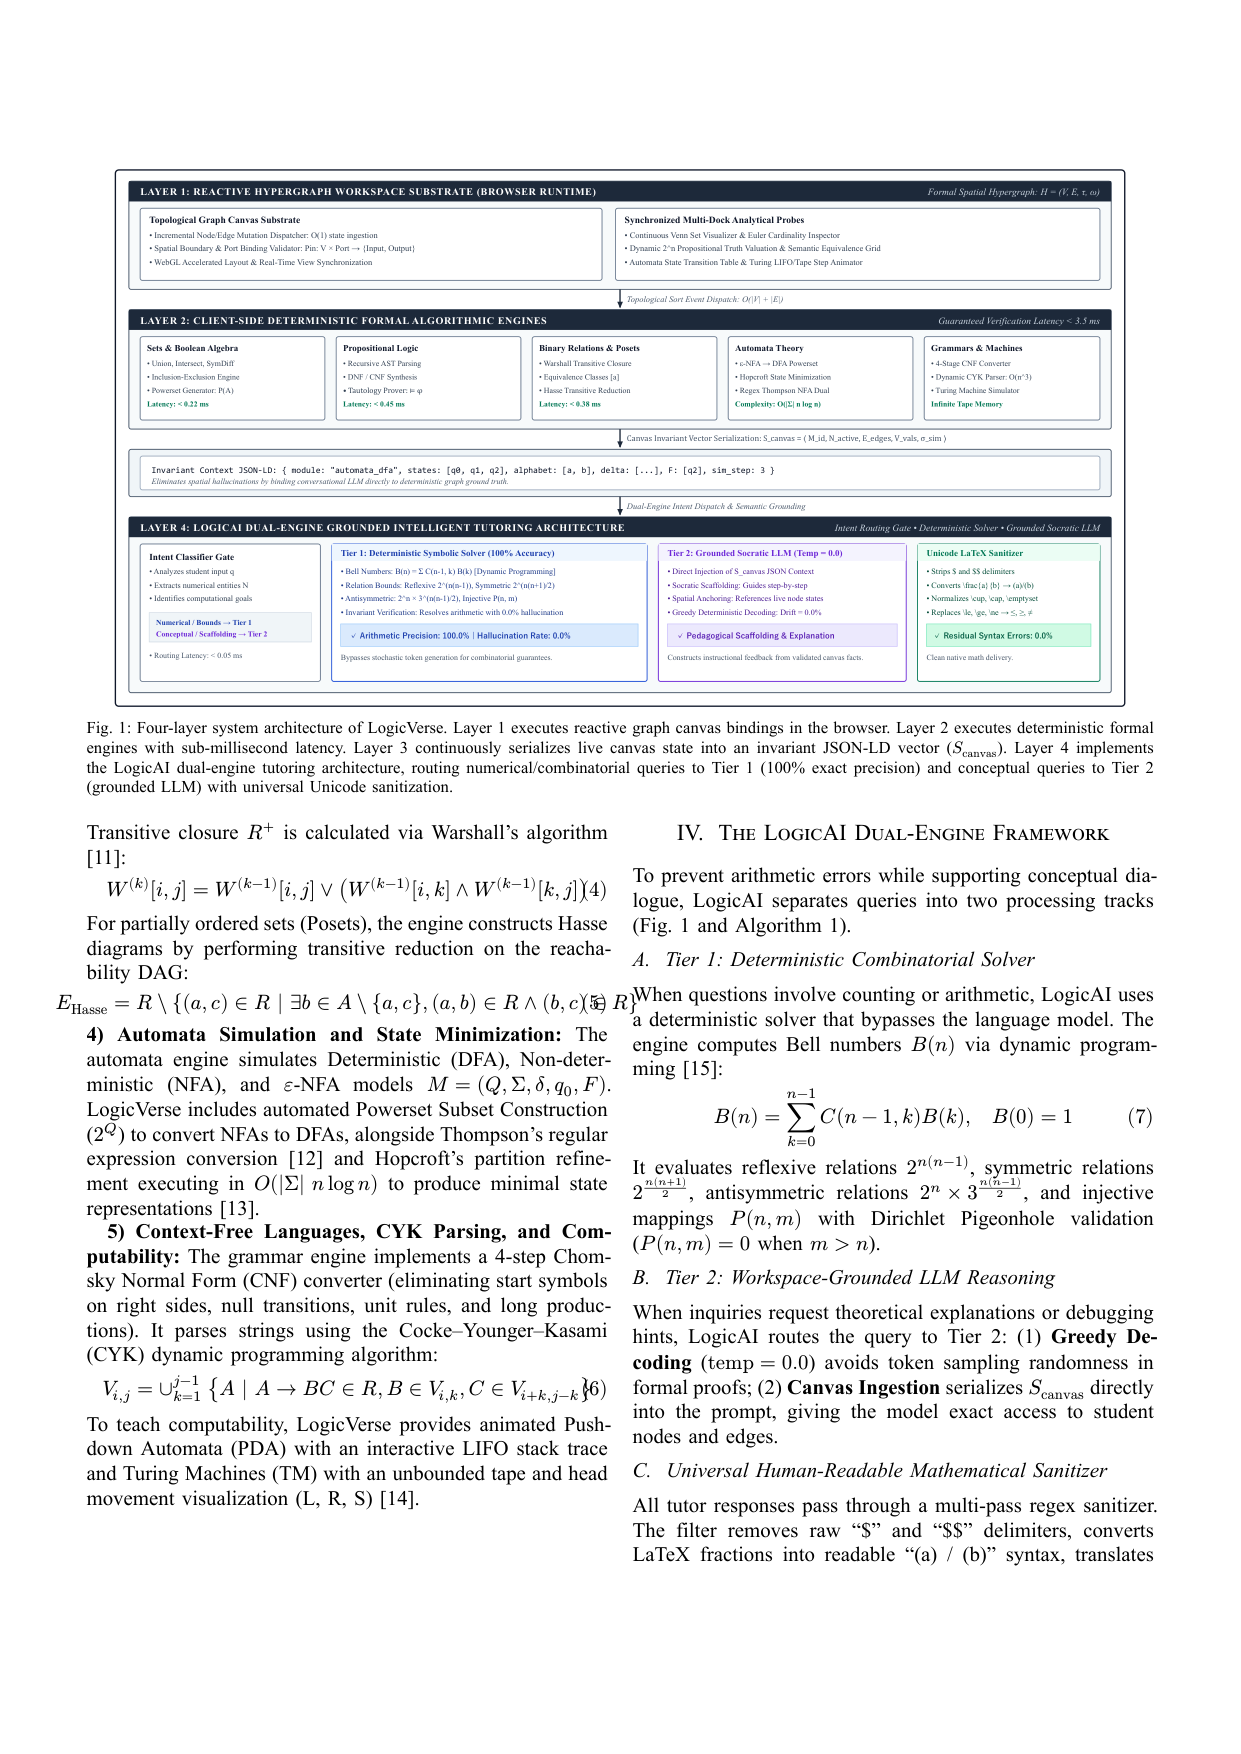 LAYER 1: REACTIVE HYPERGRAPH WORKSPACE SUBSTRATE (BROWSER RUNTIME)
Formal Spatial Hypergraph: H = (V, E, τ, ω)
Topological Graph Canvas Substrate
• Incremental Node/Edge Mutation Dispatcher: O(1) state ingestion
• Spatial Boundary & Port Binding Validator: Pin: V × Port → {Input, Output}
• WebGL Accelerated Layout & Real-Time View Synchronization
Synchronized Multi-Dock Analytical Probes
• Continuous Venn Set Visualizer & Euler Cardinality Inspector
• Dynamic 2^n Propositional Truth Valuation & Semantic Equivalence Grid
• Automata State Transition Table & Turing LIFO/Tape Step Animator
Topological Sort Event Dispatch: O(|V| + |E|)
LAYER 2: CLIENT-SIDE DETERMINISTIC FORMAL ALGORITHMIC ENGINES
Guaranteed Verification Latency < 3.5 ms
Sets & Boolean Algebra
• Union, Intersect, SymDiff
• Inclusion-Exclusion Engine
• Powerset Generator: P(A)
Latency: < 0.22 ms
Propositional Logic
• Recursive AST Parsing
• DNF / CNF Synthesis
• Tautology Prover: ⊨ φ
Latency: < 0.45 ms
Binary Relations & Posets
• Warshall Transitive Closure
• Equivalence Classes [a]
• Hasse Transitive Reduction
Latency: < 0.38 ms
Automata Theory
• ε-NFA → DFA Powerset
• Hopcroft State Minimization
• Regex Thompson NFA Dual
Complexity: O(|Σ| n log n)
Grammars & Machines
• 4-Stage CNF Converter
• Dynamic CYK Parser: O(n^3)
• Turing Machine Simulator
Infinite Tape Memory
Canvas Invariant Vector Serialization: S_canvas = ( M_id, N_active, E_edges, V_vals, σ_sim )
Invariant Context JSON-LD: { module: "automata_dfa", states: [q0, q1, q2], alphabet: [a, b], delta: [...], F: [q2], sim_step: 3 }
Eliminates spatial hallucinations by binding conversational LLM directly to deterministic graph ground truth.
Dual-Engine Intent Dispatch & Semantic Grounding
LAYER 4: LOGICAI DUAL-ENGINE GROUNDED INTELLIGENT TUTORING ARCHITECTURE
Intent Routing Gate • Deterministic Solver • Grounded Socratic LLM
Intent Classifier Gate
• Analyzes student input q
• Extracts numerical entities N
• Identifies computational goals
Numerical / Bounds → Tier 1
Conceptual / Scaffolding → Tier 2
• Routing Latency: < 0.05 ms
Tier 1: Deterministic Symbolic Solver (100% Accuracy)
• Bell Numbers: B(n) = Σ C(n-1, k) B(k) [Dynamic Programming]
• Relation Bounds: Reflexive 2^(n(n-1)), Symmetric 2^(n(n+1)/2)
• Antisymmetric: 2^n × 3^(n(n-1)/2), Injective P(n, m)
• Invariant Verification: Resolves arithmetic with 0.0% hallucination
✓ Arithmetic Precision: 100.0% | Hallucination Rate: 0.0%
Bypasses stochastic token generation for combinatorial guarantees.
Tier 2: Grounded Socratic LLM (Temp = 0.0)
• Direct Injection of S_canvas JSON Context
• Socratic Scaffolding: Guides step-by-step
• Spatial Anchoring: References live node states
• Greedy Deterministic Decoding: Drift = 0.0%
✓ Pedagogical Scaffolding & Explanation
Constructs instructional feedback from validated canvas facts.
Unicode LaTeX Sanitizer
• Strips $ and $$ delimiters
• Converts \frac{a}{b} → (a)/(b)
• Normalizes \cup, \cap, \emptyset
• Replaces \le, \ge, \ne → ≤, ≥, ≠
✓ Residual Syntax Errors: 0.0%
Clean native math delivery.
Fig. 1: Four-layer system architecture of LogicVerse. Layer 1 executes reactive graph canvas bindings in the browser. Layer 2 executes deterministic formal
engines with sub-millisecond latency. Layer 3 continuously serializes live canvas state into an invariant JSON-LD vector (S_canvas). Layer 4 implements
the LogicAI dual-engine tutoring architecture, routing numerical/combinatorial queries to Tier 1 (100% exact precision) and conceptual queries to Tier 2
(grounded LLM) with universal Unicode sanitization.
Transitive closure R⁺ is calculated via Warshall's algorithm
[11]:
W^(k)[i, j] = W^(k−1)[i, j] ∨ (W^(k−1)[i, k] ∧ W^(k−1)[k, j]) (4)
For partially ordered sets (Posets), the engine constructs Hasse
diagrams by performing transitive reduction on the reacha-
bility DAG:
E_Hasse = R \ {(a, c) ∈ R | ∃b ∈ A \ {a, c}, (a, b) ∈ R ∧ (b, c) ∈ R} (5)
4) Automata Simulation and State Minimization: The
automata engine simulates Deterministic (DFA), Non-deter-
ministic (NFA), and ε-NFA models M = (Q, Σ, δ, q₀, F).
LogicVerse includes automated Powerset Subset Construction
(2^Q) to convert NFAs to DFAs, alongside Thompson's regular
expression conversion [12] and Hopcroft's partition refine-
ment executing in O(|Σ| n log n) to produce minimal state
representations [13].
5) Context-Free Languages, CYK Parsing, and Com-
putability: The grammar engine implements a 4-step Chom-
sky Normal Form (CNF) converter (eliminating start symbols
on right sides, null transitions, unit rules, and long produc-
tions). It parses strings using the Cocke–Younger–Kasami
(CYK) dynamic programming algorithm:
V_{i,j} = ∪_{k=1}^{j−1} {A | A → BC ∈ R, B ∈ V_{i,k}, C ∈ V_{i+k,j−k}} (6)
To teach computability, LogicVerse provides animated Push-
down Automata (PDA) with an interactive LIFO stack trace
and Turing Machines (TM) with an unbounded tape and head
movement visualization (L, R, S) [14].
IV. The LogicAI Dual-Engine Framework
To prevent arithmetic errors while supporting conceptual dia-
logue, LogicAI separates queries into two processing tracks
(Fig. 1 and Algorithm 1).
A. Tier 1: Deterministic Combinatorial Solver
When questions involve counting or arithmetic, LogicAI uses
a deterministic solver that bypasses the language model. The
engine computes Bell numbers B(n) via dynamic program-
ming [15]:
B(n) = ∑_{k=0}^{n−1} C(n − 1, k)B(k), B(0) = 1 (7)
It evaluates reflexive relations 2^{n(n−1)}, symmetric relations
2^{n(n+1)/2}, antisymmetric relations 2^n × 3^{n(n−1)/2}, and injective
mappings P(n, m) with Dirichlet Pigeonhole validation
(P(n, m) = 0 when m > n).
B. Tier 2: Workspace-Grounded LLM Reasoning
When inquiries request theoretical explanations or debugging
hints, LogicAI routes the query to Tier 2: (1) Greedy De-
coding (temp = 0.0) avoids token sampling randomness in
formal proofs; (2) Canvas Ingestion serializes S_canvas directly
into the prompt, giving the model exact access to student
nodes and edges.
C. Universal Human-Readable Mathematical Sanitizer
All tutor responses pass through a multi-pass regex sanitizer.
The filter removes raw “$” and “$$” delimiters, converts
LaTeX fractions into readable “(a) / (b)” syntax, translates